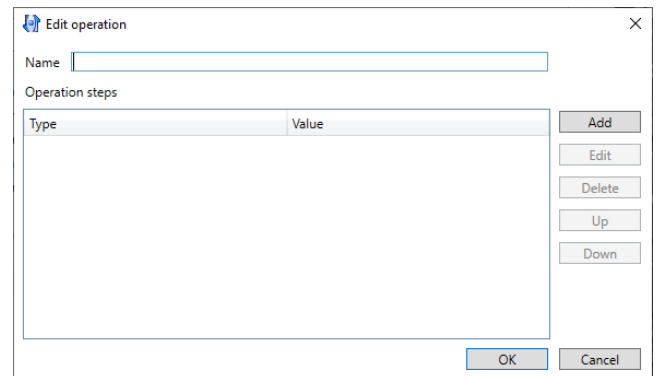 Edit operation
Name
Operation steps
Type Value
Add
Edit
Delete
Up
Down
OK Cancel